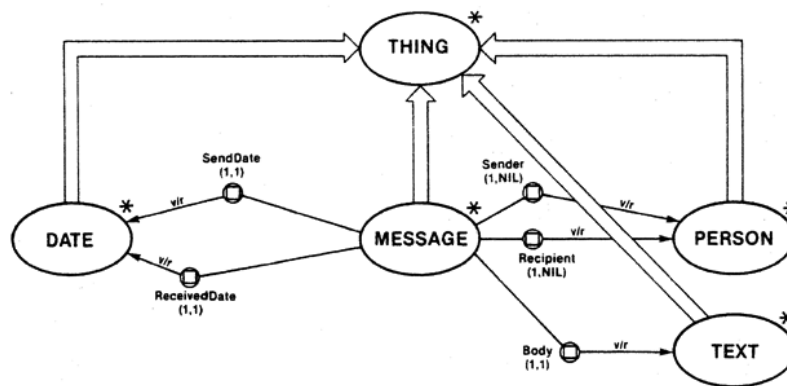 *
THING
SendDate
(1,1)
Sender
(1,NIL)
v/r
v/r
*
*
*
DATE
MESSAGE
PERSON
v/r
v/r
Recipient
(1,NIL)
ReceivedDate
(1,1)
*
Body
(1,1)
v/r
TEXT